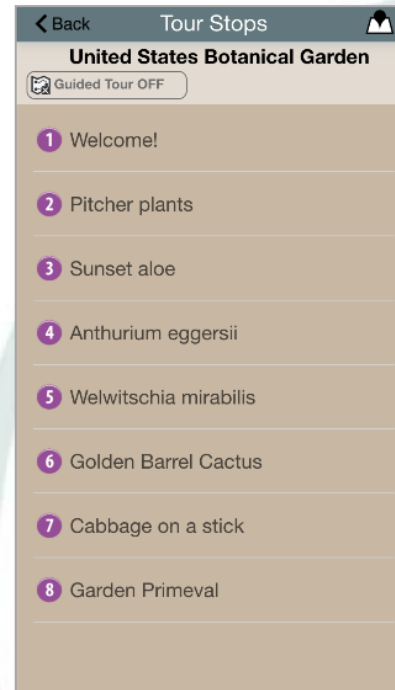 Back Tour Stops
United States Botanical Garden
Guided Tour OFF
1 Welcome!
2 Pitcher plants
3 Sunset aloe
4 Anthurium eggersii
5 Welwitschia mirabilis
6 Golden Barrel Cactus
7 Cabbage on a stick
8 Garden Primeval